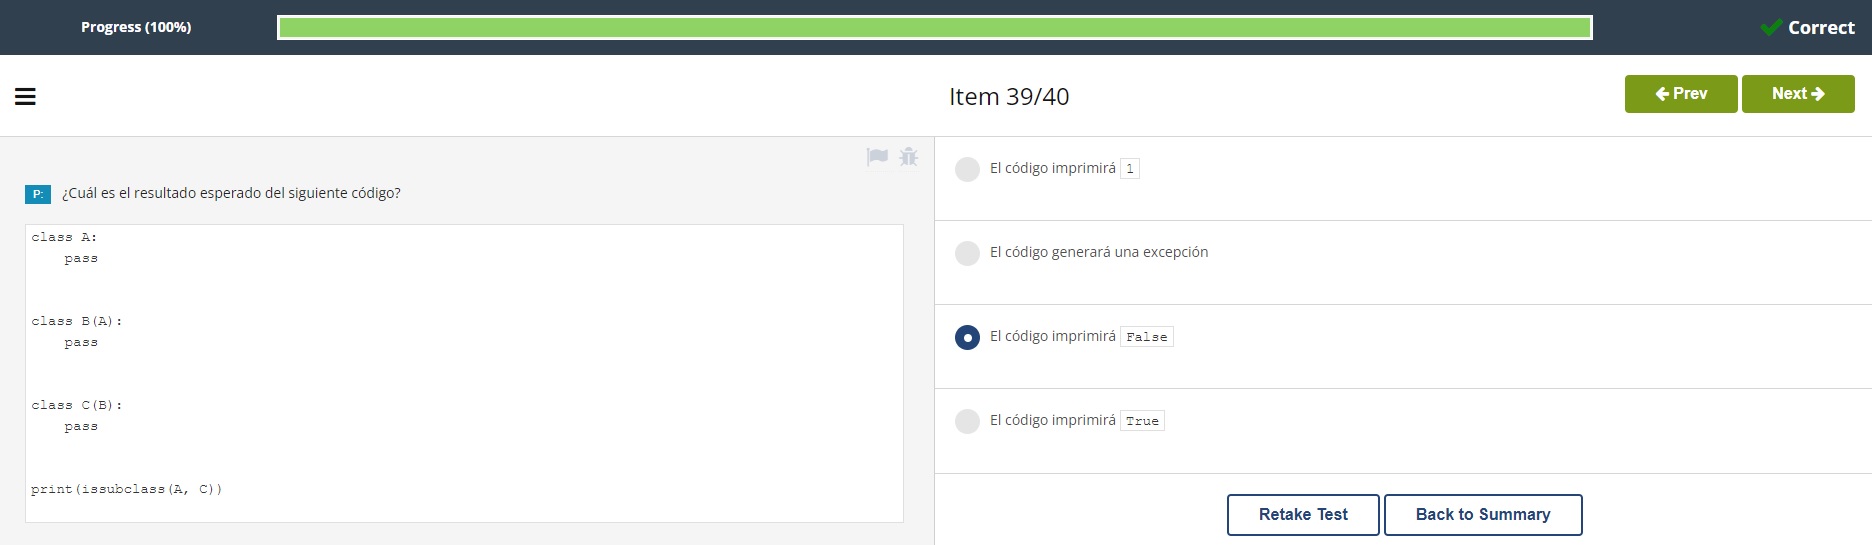 Progress (100%)
Correct
Item 39/40
Prev
Next
P: ¿Cuál es el resultado esperado del siguiente código?
class A:
    pass
class B(A):
    pass
class C(B):
    pass
print(issubclass(A, C))
El código imprimirá 1
El código generará una excepción
El código imprimirá False
El código imprimirá True
Retake Test
Back to Summary